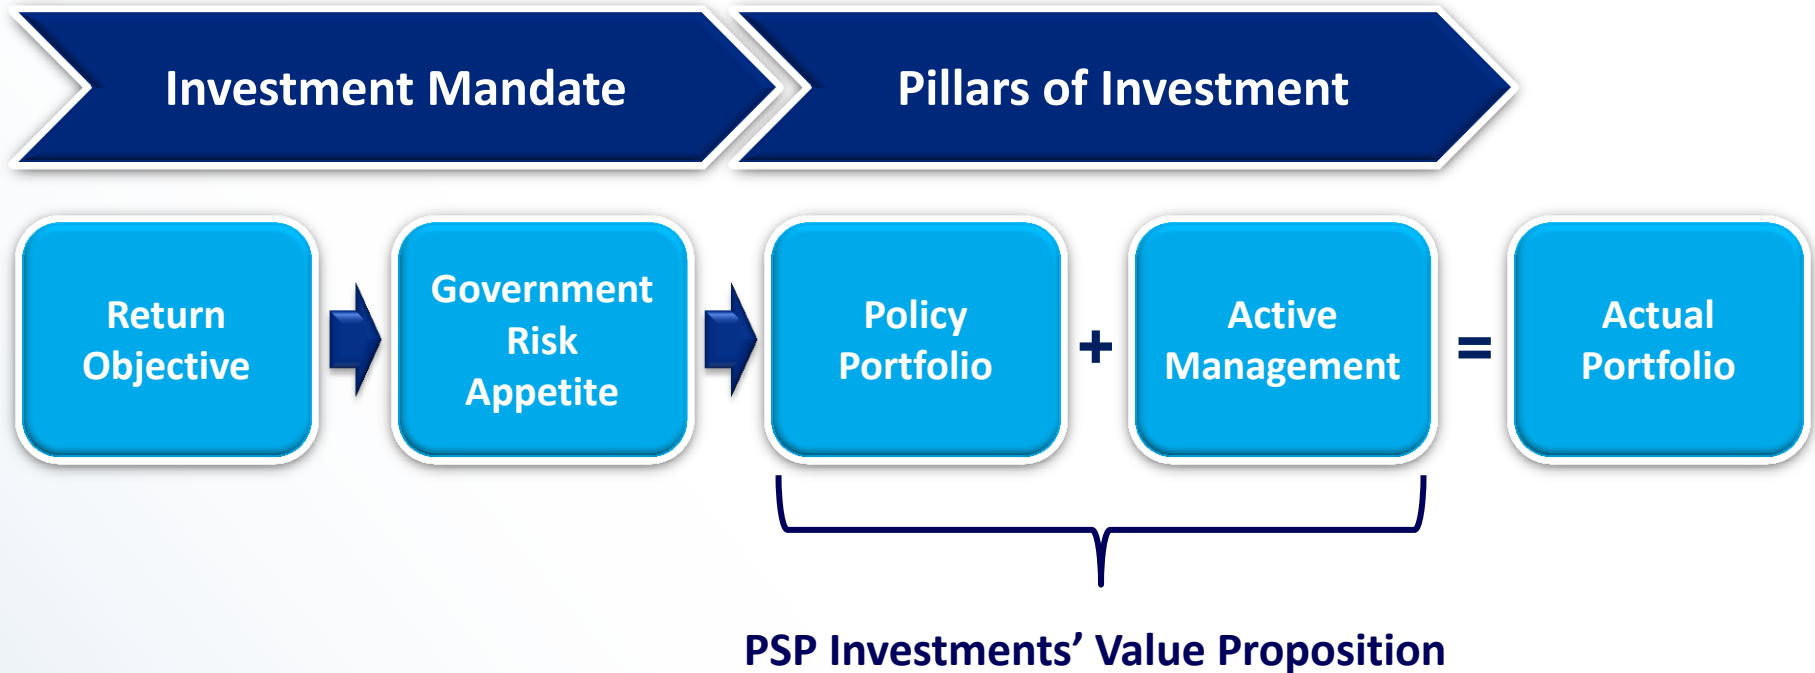 Investment Mandate
Pillars of Investment
Return
Objective
Government
Risk
Appetite
Policy
Portfolio
+
Active
Management
=
Actual
Portfolio
PSP Investments’ Value Proposition